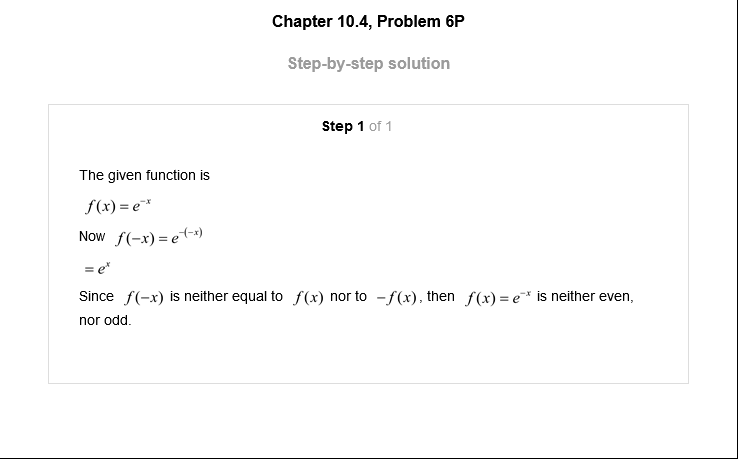 Chapter 10.4, Problem 6P
Step-by-step solution
Step 1 of 1
The given function is
f(x) = e⁻ˣ
Now f(−x) = e⁻⁽⁻ˣ⁾
= eˣ
Since f(−x) is neither equal to f(x) nor to −f(x), then f(x) = e⁻ˣ is neither even,
nor odd.